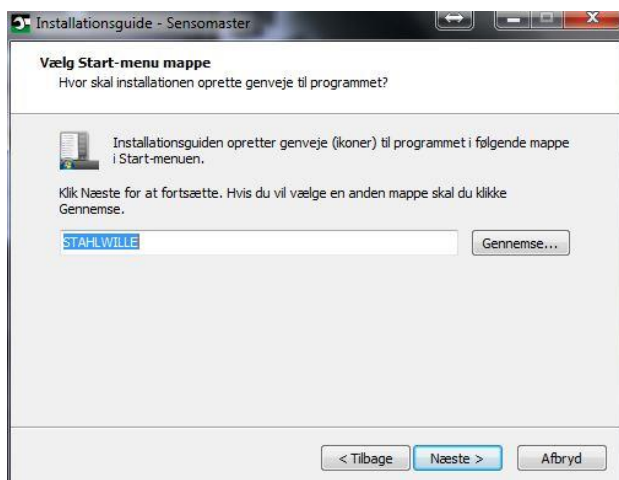 Installationsguide - Sensomaster
Vælg Start-menu mappe
Hvor skal installationen oprette genveje til programmet?
Installationsguiden opretter genveje (ikoner) til programmet i følgende mappe
i Start-menuen.
Klik Næste for at fortsætte. Hvis du vil vælge en anden mappe skal du klikke
Gennemse.
STAHLWILLE
Gennemse...
< Tilbage
Næste >
Afbryd